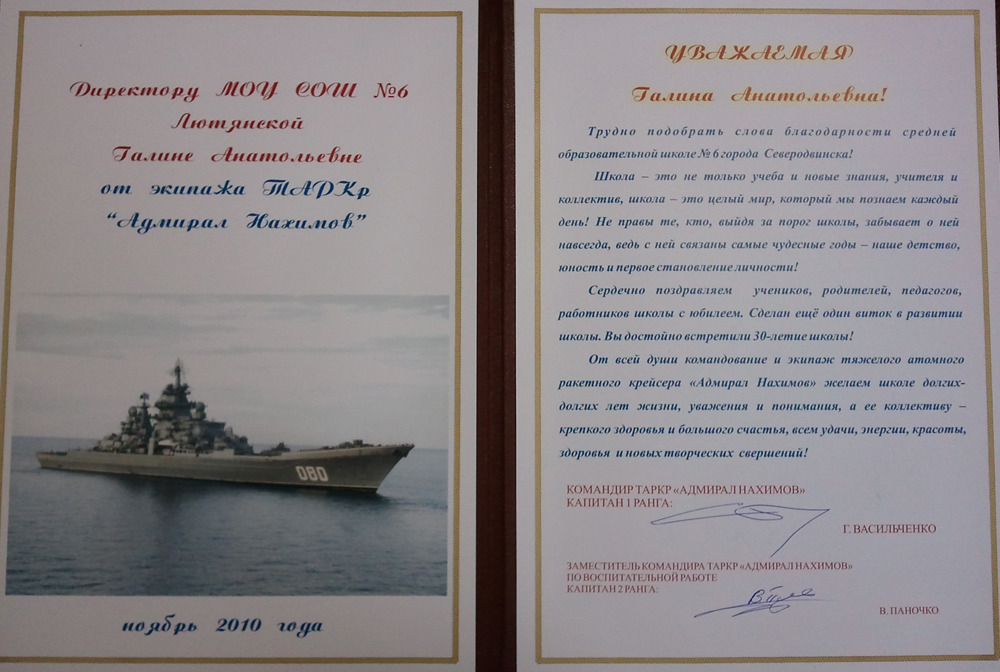 Директору МОУ СОШ №6
Лютянской
Галине Анатольевне
от экипажа ТАРКр
“Адмирал Нахимов”
080
ноябрь 2010 года
УВАЖАЕМАЯ
Галина Анатольевна!
Трудно подобрать слова благодарности средней
образовательной школе № 6 города Северодвинска!
Школа – это не только учеба и новые знания, учителя и
коллектив, школа – это целый мир, который мы познаем каждый
день! Не правы те, кто, выйдя за порог школы, забывает о ней
навсегда, ведь с ней связаны самые чудесные годы – наше детство,
юность и первое становление личности!
Сердечно поздравляем учеников, родителей, педагогов,
работников школы с юбилеем. Сделан ещё один виток в развитии
школы. Вы достойно встретили 30-летие школы!
От всей души командование и экипаж тяжелого атомного
ракетного крейсера «Адмирал Нахимов» желаем школе долгих-
долгих лет жизни, уважения и понимания, а ее коллективу –
крепкого здоровья и большого счастья, всем удачи, энергии, красоты,
здоровья и новых творческих свершений!
КОМАНДИР ТАРКР «АДМИРАЛ НАХИМОВ»
КАПИТАН 1 РАНГА:
Г. ВАСИЛЬЧЕНКО
ЗАМЕСТИТЕЛЬ КОМАНДИРА ТАРКР «АДМИРАЛ НАХИМОВ»
ПО ВОСПИТАТЕЛЬНОЙ РАБОТЕ
КАПИТАН 2 РАНГА:
В. ПАНОЧКО